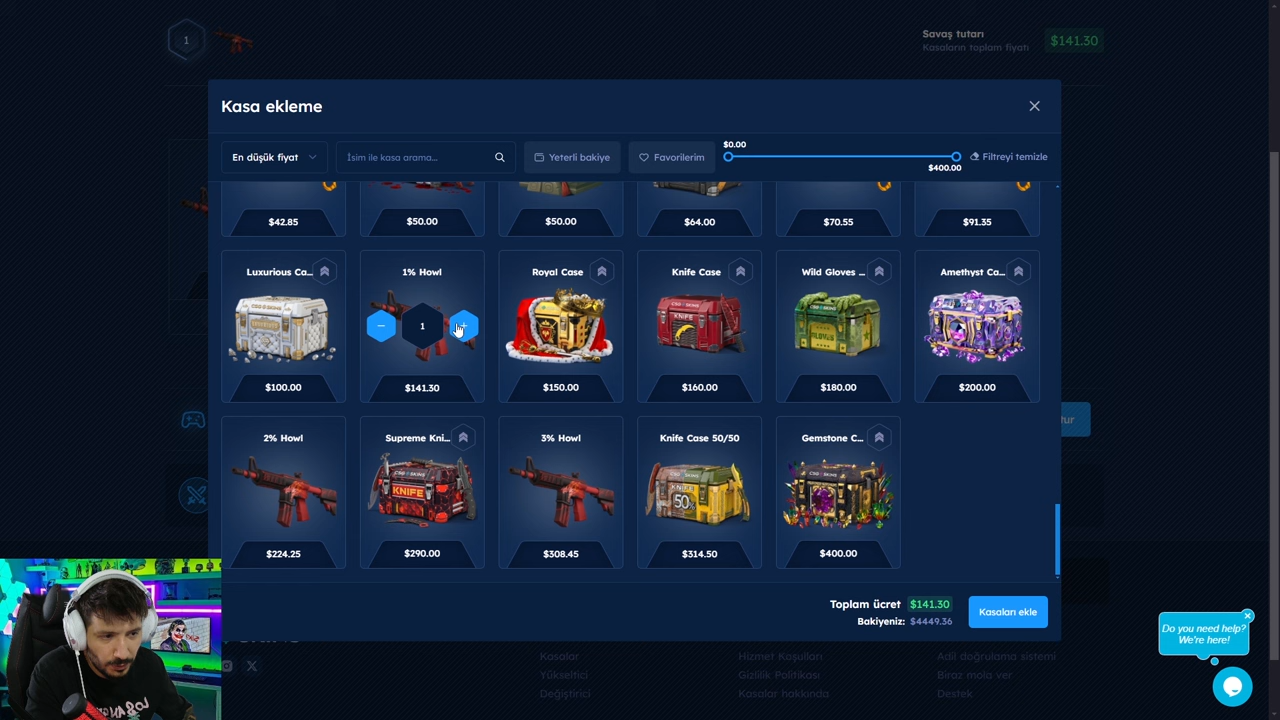 1
Savaş tutarı
Kasaların toplam fiyatı
$141.30
Kasa ekleme
En düşük fiyat
İsim ile kasa arama...
Yeterli bakiye
Favorilerim
$0.00
$400.00
Filtreyi temizle
$42.85
$50.00
$50.00
$64.00
$70.55
$91.35
Luxurious Ca...
1% Howl
Royal Case
Knife Case
Wild Gloves ...
Amethyst Ca...
1
$100.00
$141.30
$150.00
$160.00
$180.00
$200.00
2% Howl
Supreme Kni...
3% Howl
Knife Case 50/50
Gemstone C...
KNIFE
50%
$224.25
$290.00
$308.45
$314.50
$400.00
tur
Toplam ücret $141.30
Bakiyeniz: $4449.36
Kasaları ekle
Do you need help?
We're here!
Kasalar
Hizmet Koşulları
Adil doğrulama sistemi
Yükseltici
Gizlilik Politikası
Biraz mola ver
Değiştirici
Kasalar hakkında
Destek